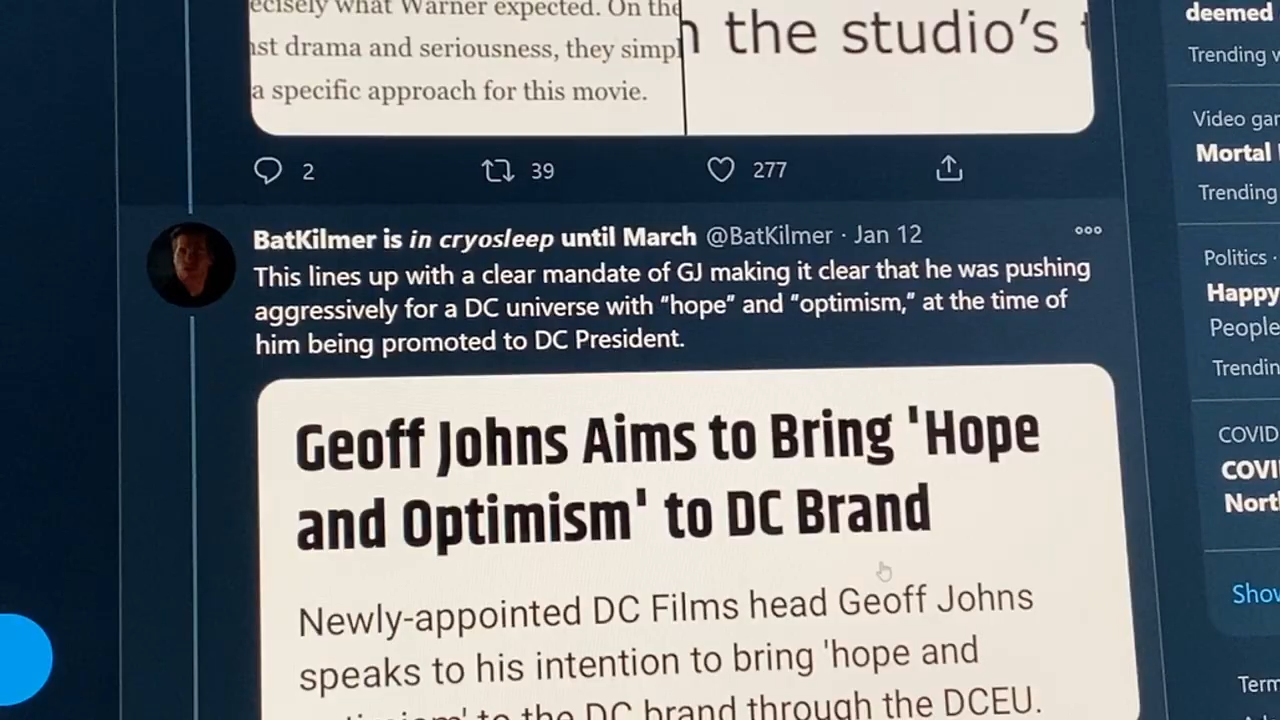 ecisely what Warner expected. On the
ast drama and seriousness, they simpl
a specific approach for this movie.
n the studio's t
2
39
277
BatKilmer is in cryosleep until March @BatKilmer · Jan 12
This lines up with a clear mandate of GJ making it clear that he was pushing
aggressively for a DC universe with “hope” and “optimism,” at the time of
him being promoted to DC President.
Geoff Johns Aims to Bring 'Hope
and Optimism' to DC Brand
Newly-appointed DC Films head Geoff Johns
speaks to his intention to bring 'hope and
to the DC brand through the DCEU.
deemed
Trending w
Video gar
Mortal
Trending
Politics ·
Happy
People
Trendin
COVID
COVI
Nort
Show
Term